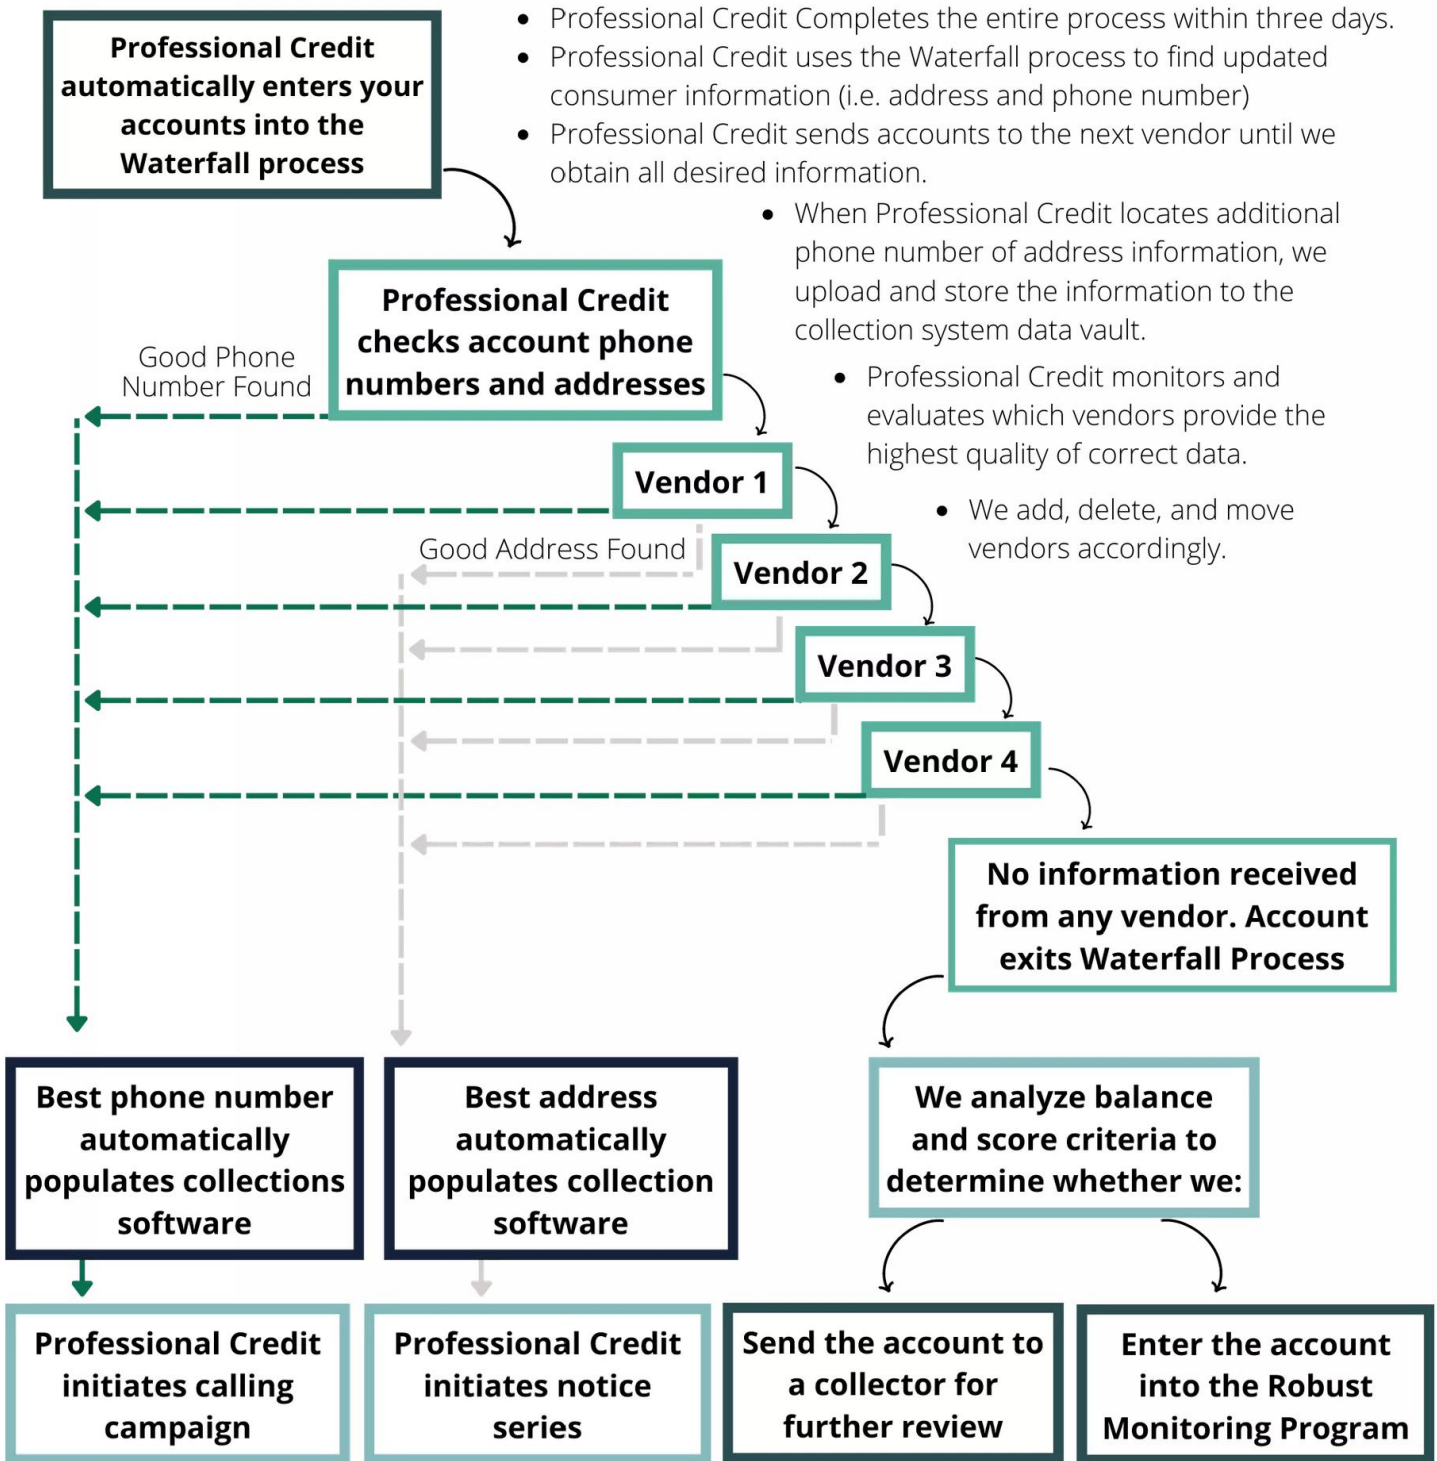 Professional Credit
automatically enters your
accounts into the
Waterfall process
• Professional Credit Completes the entire process within three days.
• Professional Credit uses the Waterfall process to find updated
consumer information (i.e. address and phone number)
• Professional Credit sends accounts to the next vendor until we
obtain all desired information.
• When Professional Credit locates additional
phone number of address information, we
upload and store the information to the
collection system data vault.
• Professional Credit monitors and
evaluates which vendors provide the
highest quality of correct data.
• We add, delete, and move
vendors accordingly.
Professional Credit
checks account phone
numbers and addresses
Good Phone
Number Found
Vendor 1
Good Address Found
Vendor 2
Vendor 3
Vendor 4
No information received
from any vendor. Account
exits Waterfall Process
Best phone number
automatically
populates collections
software
Best address
automatically
populates collection
software
We analyze balance
and score criteria to
determine whether we:
Professional Credit
initiates calling
campaign
Professional Credit
initiates notice
series
Send the account to
a collector for
further review
Enter the account
into the Robust
Monitoring Program